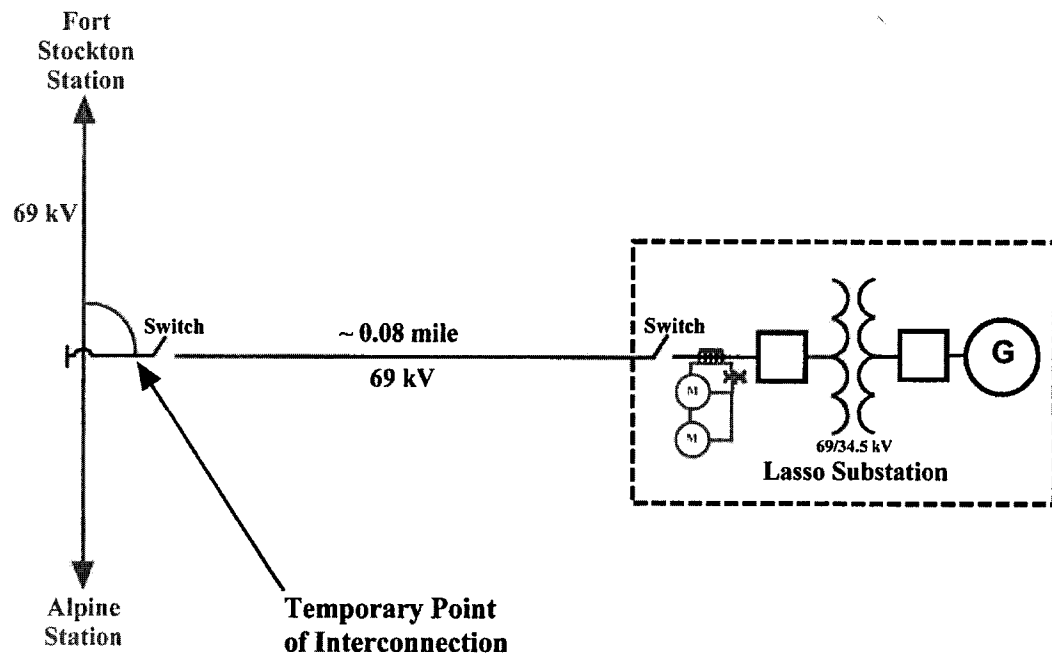 Fort
Stockton
Station
69 kV
Switch
~ 0.08 mile
69 kV
Switch
M
M
G
69/34.5 kV
Lasso Substation
Alpine
Station
Temporary Point
of Interconnection